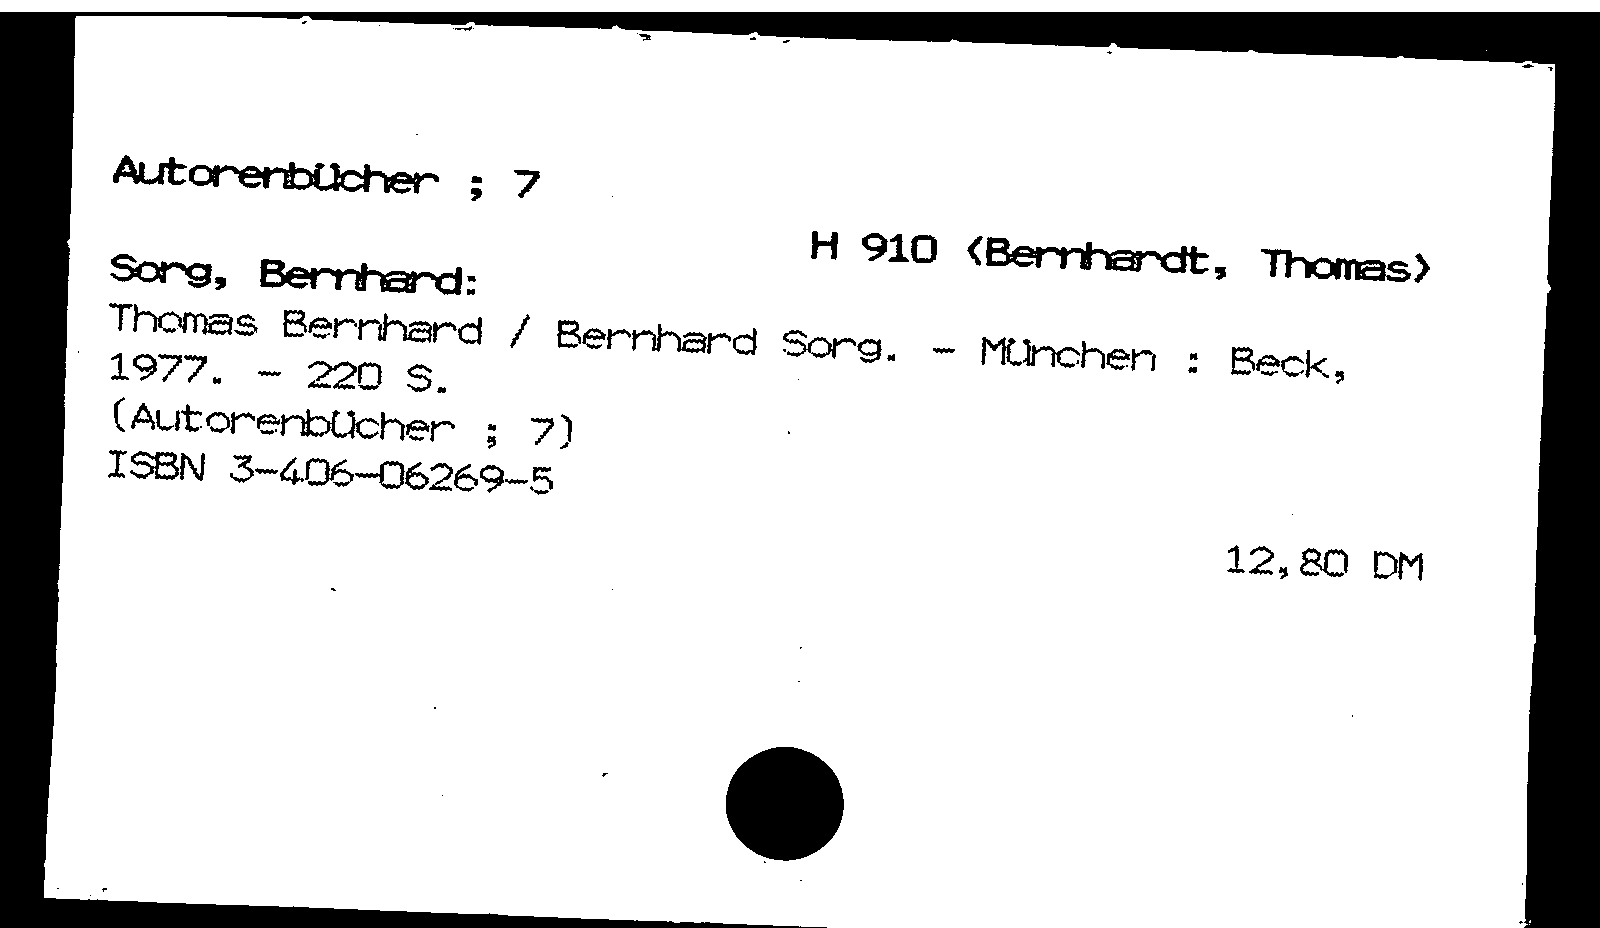 Autorenbücher ; 7
H 910 <Bernhardt, Thomas>
Sorg, Bernhard:
Thomas Bernhard / Bernhard Sorg. - München : Beck,
1977. - 220 S.
(Autorenbücher ; 7)
ISBN 3-406-06269-5
12,80 DM